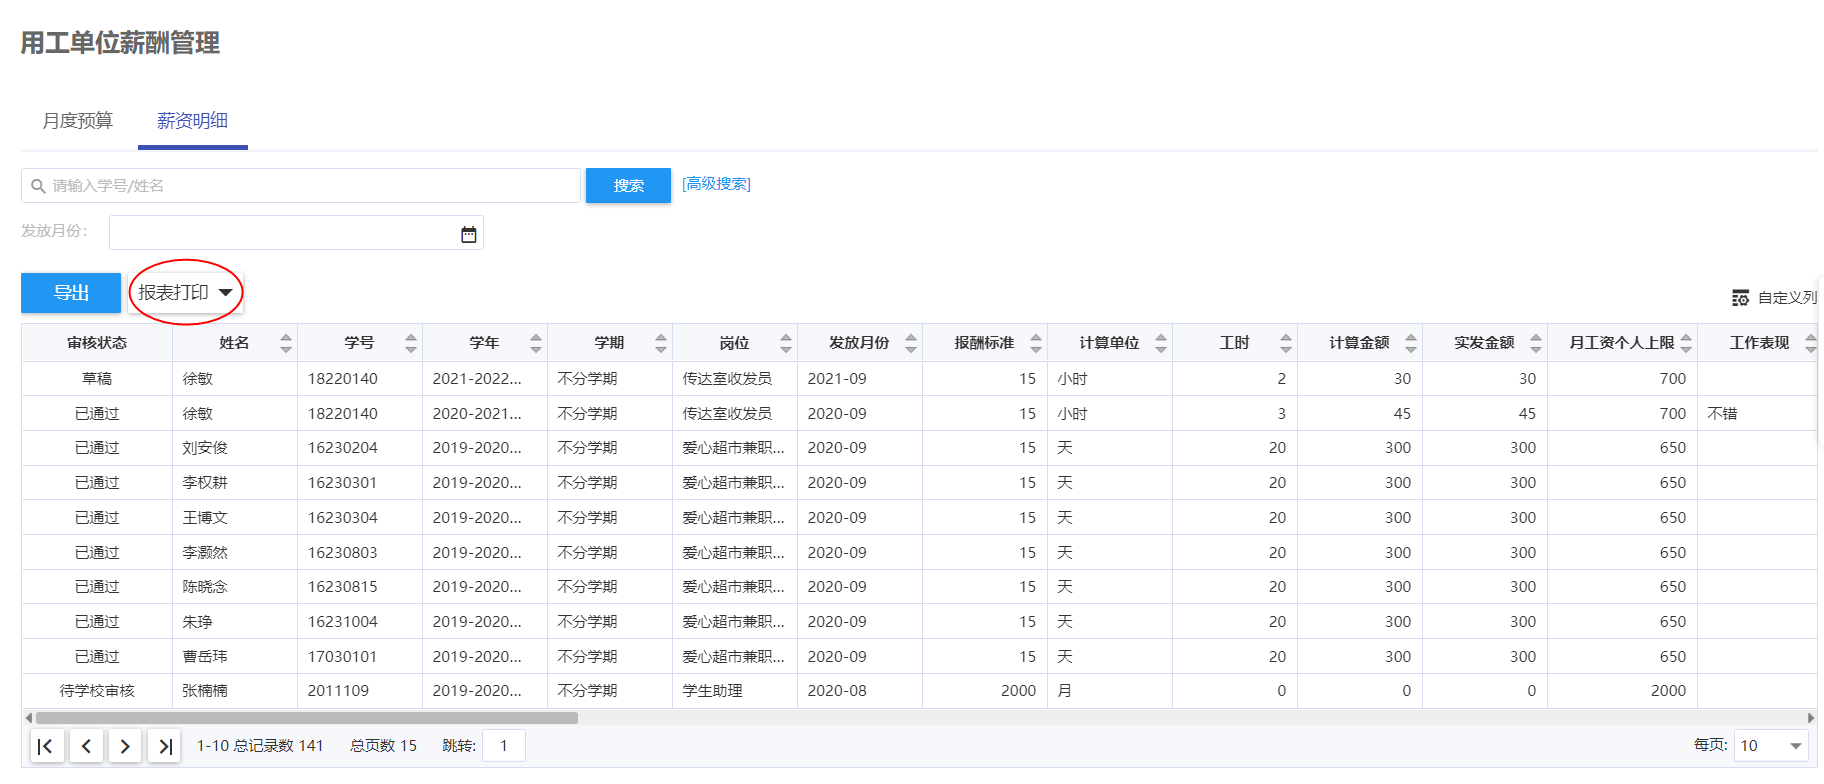 用工单位薪酬管理
月度预算 薪资明细
请输入学号/姓名 搜索 [高级搜索]
发放月份:
导出 报表打印 自定义列
审核状态 姓名 学号 学年 学期 岗位 发放月份 报酬标准 计算单位 工时 计算金额 实发金额 月工资个人上限 工作表现
草稿 徐敏 18220140 2021-2022... 不分学期 传达室收发员 2021-09 15 小时 2 30 30 700
已通过 徐敏 18220140 2020-2021... 不分学期 传达室收发员 2020-09 15 小时 3 45 45 700 不错
已通过 刘安俊 16230204 2019-2020... 不分学期 爱心超市兼职... 2020-09 15 天 20 300 300 650
已通过 李权耕 16230301 2019-2020... 不分学期 爱心超市兼职... 2020-09 15 天 20 300 300 650
已通过 王博文 16230304 2019-2020... 不分学期 爱心超市兼职... 2020-09 15 天 20 300 300 650
已通过 李灏然 16230803 2019-2020... 不分学期 爱心超市兼职... 2020-09 15 天 20 300 300 650
已通过 陈晓念 16230815 2019-2020... 不分学期 爱心超市兼职... 2020-09 15 天 20 300 300 650
已通过 朱琤 16231004 2019-2020... 不分学期 爱心超市兼职... 2020-09 15 天 20 300 300 650
已通过 曹岳玮 17030101 2019-2020... 不分学期 爱心超市兼职... 2020-09 15 天 20 300 300 650
待学校审核 张楠楠 2011109 2019-2020... 不分学期 学生助理 2020-08 2000 月 0 0 0 2000
1-10 总记录数 141 总页数 15 跳转: 1 每页: 10